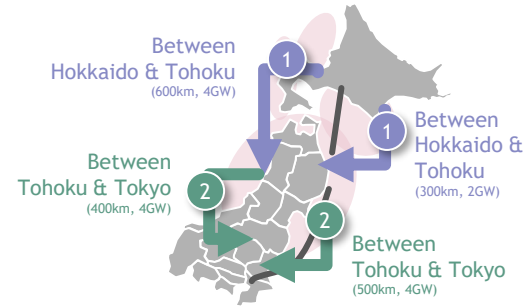 Between
Hokkaido & Tohoku
(600km, 4GW)
1
1
Between
Hokkaido &
Tohoku
(300km, 2GW)
Between
Tohoku & Tokyo
(400km, 4GW)
2
2
Between
Tohoku & Tokyo
(500km, 4GW)